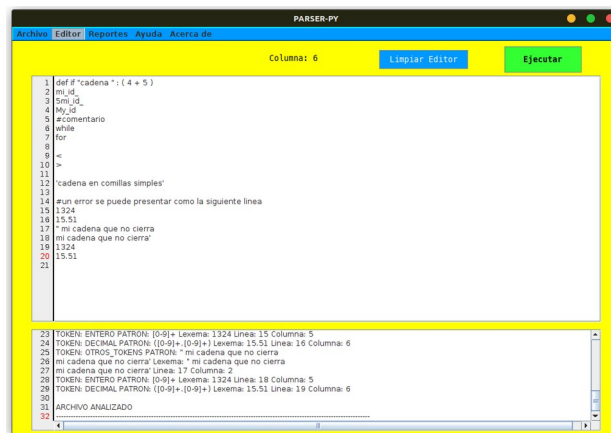 PARSER-PY
Archivo Editor Reportes Ayuda Acerca de
Columna: 6 Limpiar Editor Ejecutar
1 def if "cadena " : ( 4 + 5 )
2 mi_id_
3 5mi_id_
4 My_id
5 #comentario
6 while
7 for
8
9 <
10 >
11
12 'cadena en comillas simples'
13
14 #un error se puede presentar como la siguiente linea
15 1324
16 15.51
17 " mi cadena que no cierra
18 mi cadena que no cierra'
19 1324
20 15.51
21
23 TOKEN: ENTERO PATRON: [0-9]+ Lexema: 1324 Linea: 15 Columna: 5
24 TOKEN: DECIMAL PATRON: ([0-9]+.[0-9]+) Lexema: 15.51 Linea: 16 Columna: 6
25 TOKEN: OTROS_TOKENS PATRON: " mi cadena que no cierra
26 mi cadena que no cierra' Lexema: " mi cadena que no cierra
27 mi cadena que no cierra' Linea: 17 Columna: 2
28 TOKEN: ENTERO PATRON: [0-9]+ Lexema: 1324 Linea: 18 Columna: 5
29 TOKEN: DECIMAL PATRON: ([0-9]+.[0-9]+) Lexema: 15.51 Linea: 19 Columna: 6
30
31 ARCHIVO ANALIZADO
32 ----------------------------------------------------------------------------------------------------